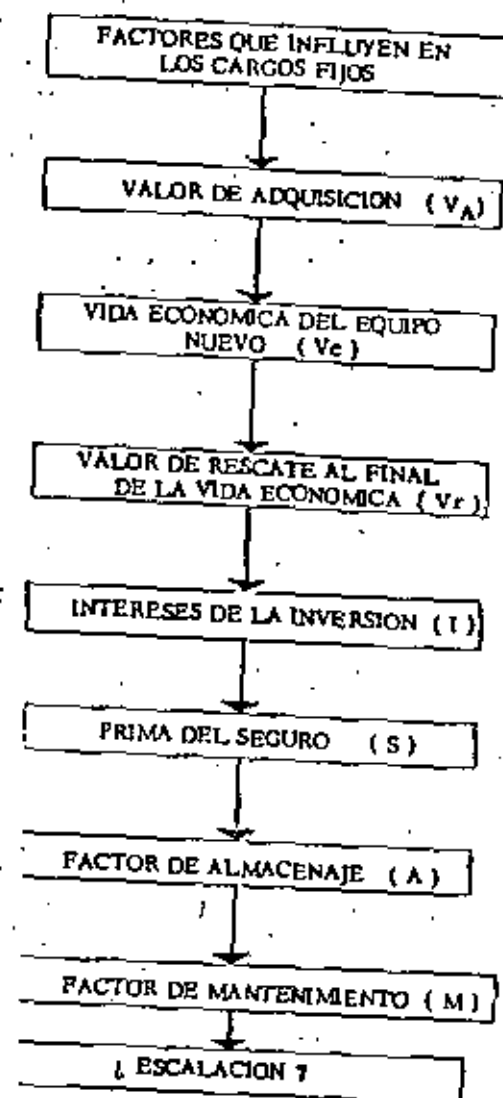 FACTORES QUE INFLUYEN EN
LOS CARGOS FIJOS
VALOR DE ADQUISICION ( VA)
VIDA ECONOMICA DEL EQUIPO
NUEVO ( Ve )
VALOR DE RESCATE AL FINAL
DE LA VIDA ECONOMICA ( Vr )
INTERESES DE LA INVERSION ( I )
PRIMA DEL SEGURO ( S )
FACTOR DE ALMACENAJE ( A )
FACTOR DE MANTENIMIENTO ( M )
¿ ESCALACION ?